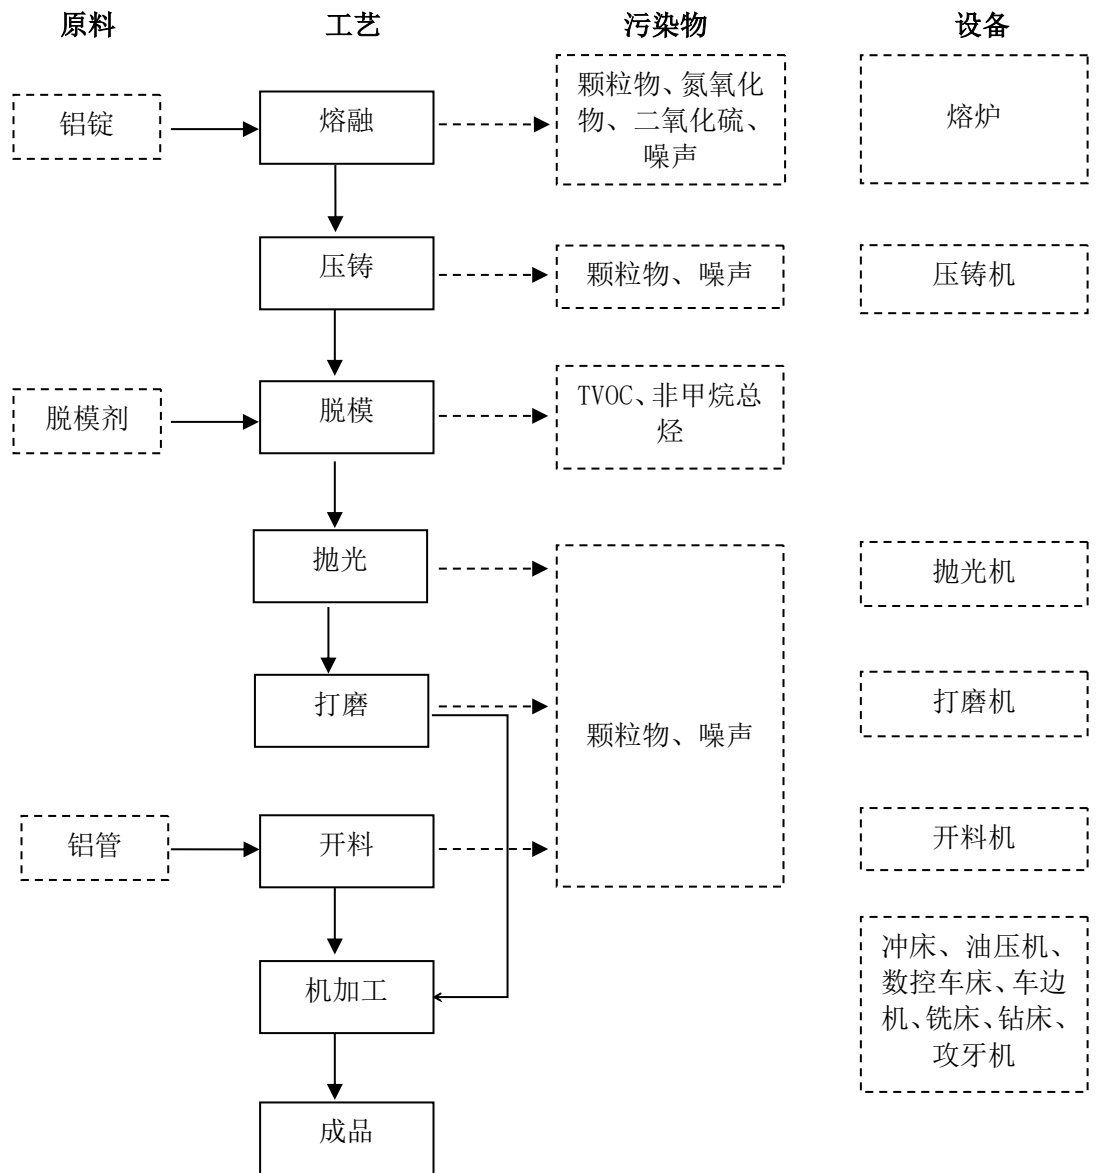 原料 工艺 污染物 设备
铝锭
熔融
颗粒物、氮氧化
物、二氧化硫、
噪声
熔炉
压铸
颗粒物、噪声
压铸机
脱模剂
脱模
TVOC、非甲烷总
烃
抛光
抛光机
打磨
颗粒物、噪声
打磨机
铝管
开料
开料机
机加工
冲床、油压机、
数控车床、车边
机、铣床、钻床、
攻牙机
成品